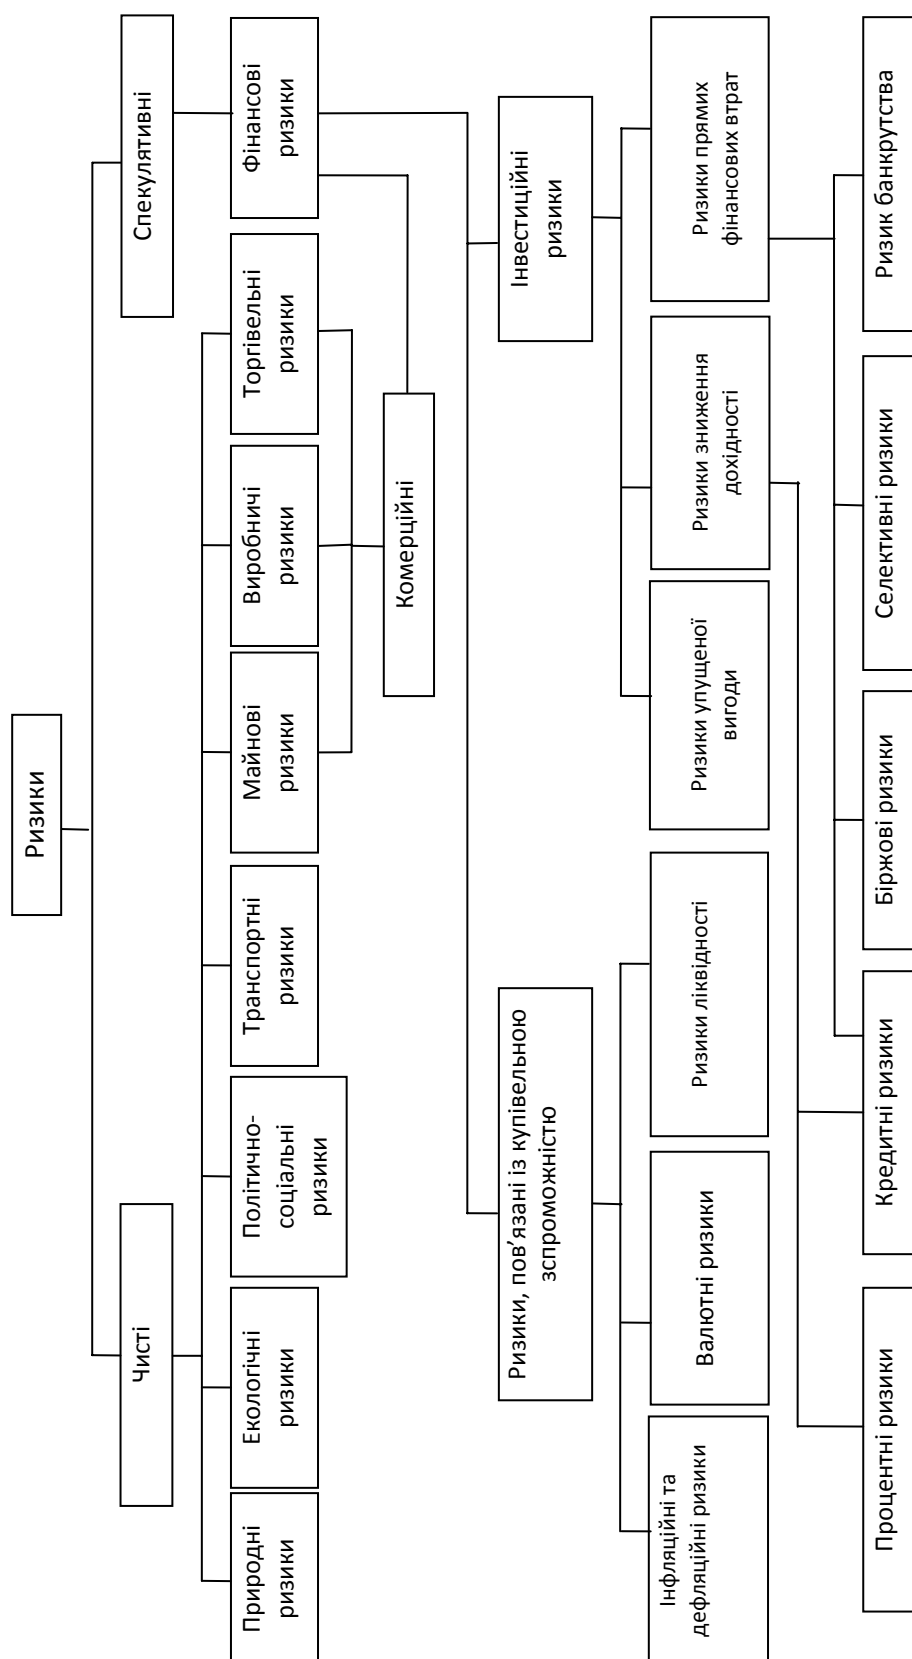 Ризики
Чисті
Спекулятивні
Природні
ризики
Екологічні
ризики
Політично-
соціальні
ризики
Транспортні
ризики
Майнові
ризики
Виробничі
ризики
Торгівельні
ризики
Фінансові
ризики
Комерційні
Ризики, пов’язані із купівельною
зспроможністю
Інвестиційні
ризики
Інфляційні та
дефляційні ризики
Валютні ризики
Ризики ліквідності
Ризики упущеної
вигоди
Ризики зниження
дохідності
Ризики прямих
фінансових втрат
Процентні ризики
Кредитні ризики
Біржові ризики
Селективні ризики
Ризик банкрутства